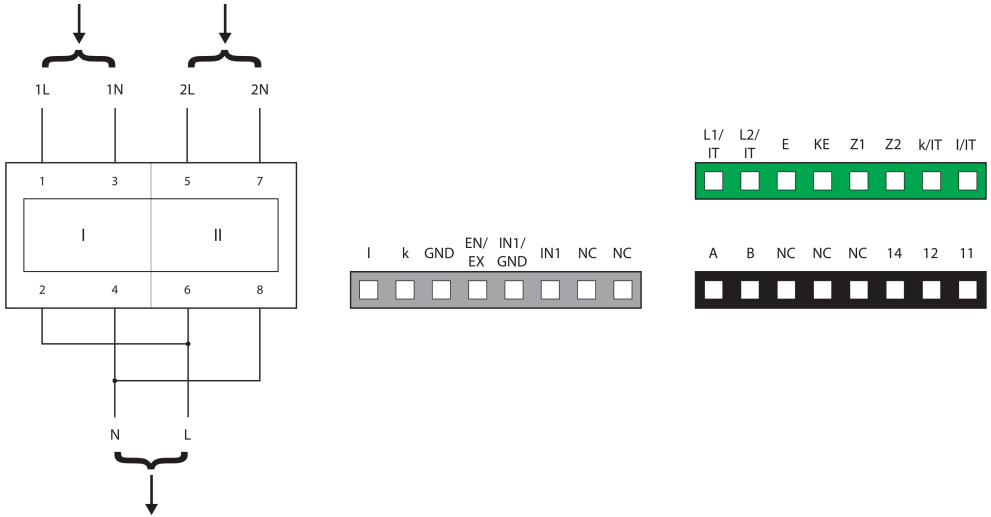 1L 1N 2L 2N
1 3 5 7
I II
2 4 6 8
N L
I k GND EN/ EX IN1/ GND IN1 NC NC
L1/ IT L2/ IT E KE Z1 Z2 k/IT l/IT
A B NC NC NC 14 12 11